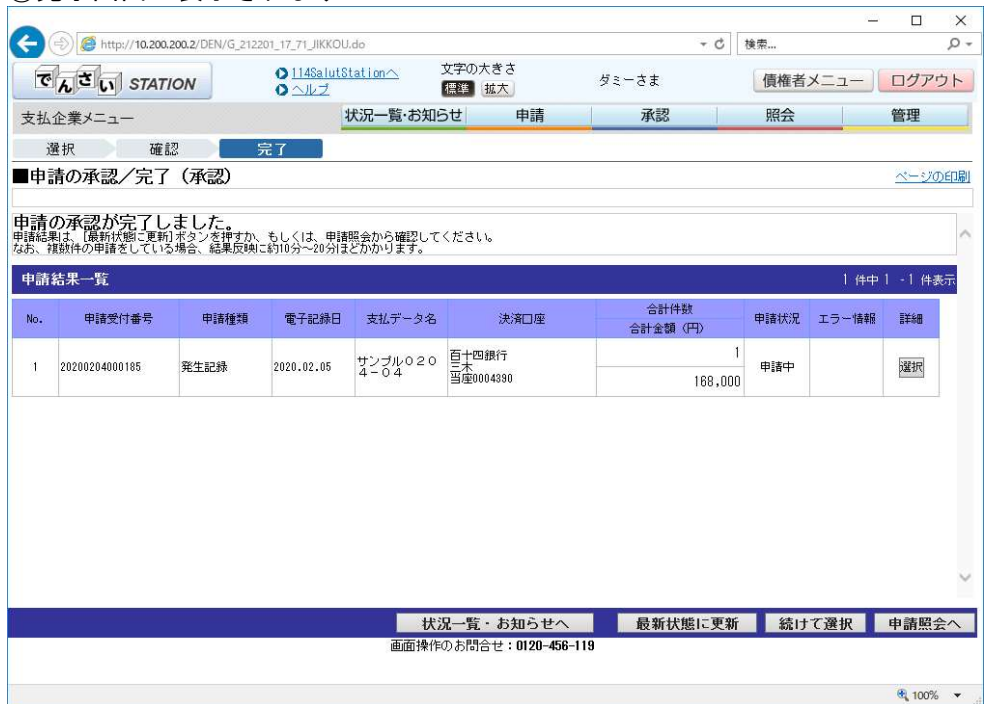 http://10.200.200.2/DEN/G_212201_17_71_JIKKOU.do
検索...
でんさい STATION
114SalutStationへ
ヘルプ
文字の大きさ
標準 拡大
ダミーさま
債権者メニュー
ログアウト
支払企業メニュー
状況一覧・お知らせ
申請
承認
照会
管理
選択
確認
完了
■申請の承認／完了（承認）
ページの印刷
申請の承認が完了しました。
申請結果は、[最新状態に更新]ボタンを押すか、もしくは、申請照会から確認してください。
なお、複数件の申請をしている場合、結果反映に約10分～20分ほどかかります。
申請結果一覧
1 件中 1 -1 件表示
No. 申請受付番号 申請種類 電子記録日 支払データ名 決済口座 合計件数 申請状況 エラー情報 詳細
合計金額（円）
1 20200204000185 発生記録 2020.02.05 サンプル０２０４－０４ 百十四銀行 1 申請中 選択
三木
当座0004390
168,000
状況一覧・お知らせへ
最新状態に更新
続けて選択
申請照会へ
画面操作のお問合せ：0120-456-119
100%